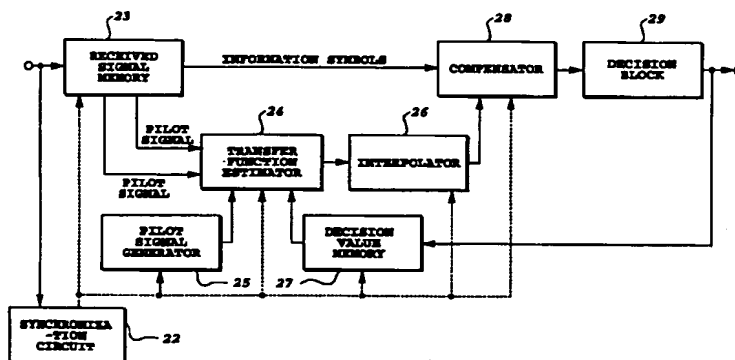 23
RECEIVED
SIGNAL
MEMORY
INFORMATION SYMBOLS
28
COMPENSATOR
29
DECISION
BLOCK
PILOT
SIGNAL
PILOT
SIGNAL
24
TRANSFER
FUNCTION
ESTIMATOR
26
INTERPOLATOR
PILOT
SIGNAL
GENERATOR
25
DECISION
VALUE
MEMORY
27
SYNCHRONIZA
-TION
CIRCUIT
22